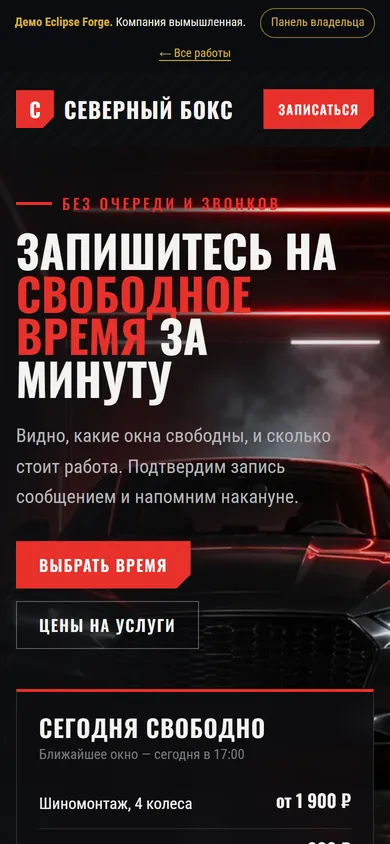 Демо Eclipse Forge. Компания вымышленная.
Панель владельца
← Все работы
С
СЕВЕРНЫЙ БОКС
ЗАПИСАТЬСЯ
БЕЗ ОЧЕРЕДИ И ЗВОНКОВ
ЗАПИШИТЕСЬ НА
СВОБОДНОЕ
ВРЕМЯ ЗА
МИНУТУ
Видно, какие окна свободны, и сколько
стоит работа. Подтвердим запись
сообщением и напомним накануне.
ВЫБРАТЬ ВРЕМЯ
ЦЕНЫ НА УСЛУГИ
СЕГОДНЯ СВОБОДНО
Ближайшее окно — сегодня в 17:00
Шиномонтаж, 4 колеса
от 1 900 ₽